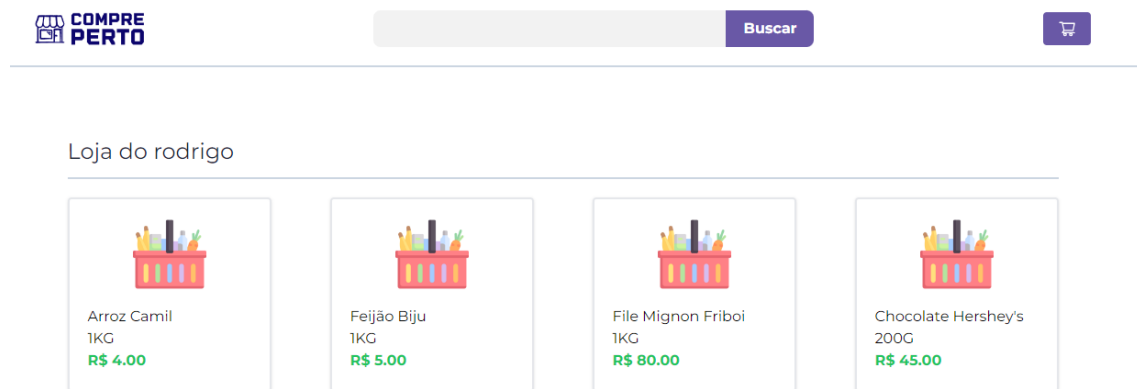 COMPRE
PERTO
Buscar
Loja do rodrigo
Arroz Camil
1KG
R$ 4.00
Feijão Biju
1KG
R$ 5.00
File Mignon Friboi
1KG
R$ 80.00
Chocolate Hershey's
200G
R$ 45.00